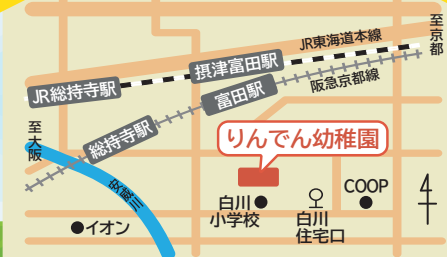 至京都
JR東海道本線
摂津富田駅
JR総持寺駅
阪急京都線
富田駅
総持寺駅
至大阪
安威川
りんでん幼稚園
白川
小学校
白川
住宅口
COOP
イオン
4